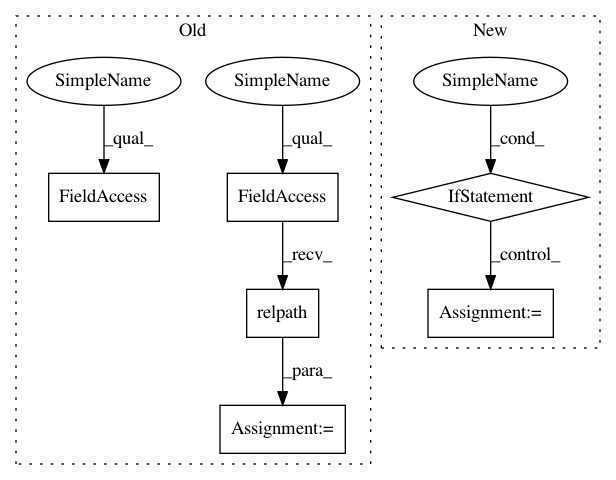 Old
New
SimpleName
SimpleName
SimpleName
_qual_
_qual_
_cond_
FieldAccess
FieldAccess
IfStatement
_recv_
_control_
relpath
Assignment:=
_para_
Assignment:=